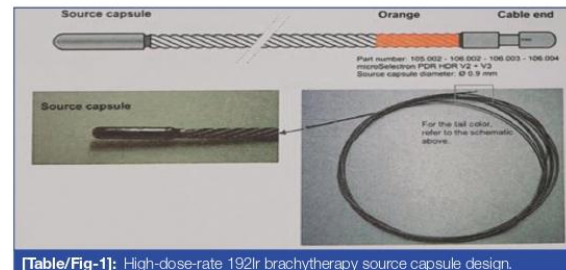 Source capsule Orange Cable end
Part number: 105.002 - 106.002 - 106.003 - 106.004
microSelectron PDR HDR V2 + V3
Source capsule diameter: Ø 0.9 mm
Source capsule
For the tail color,
refer to the schematic
above.
[Table/Fig-1]: High-dose-rate 192Ir brachytherapy source capsule design.